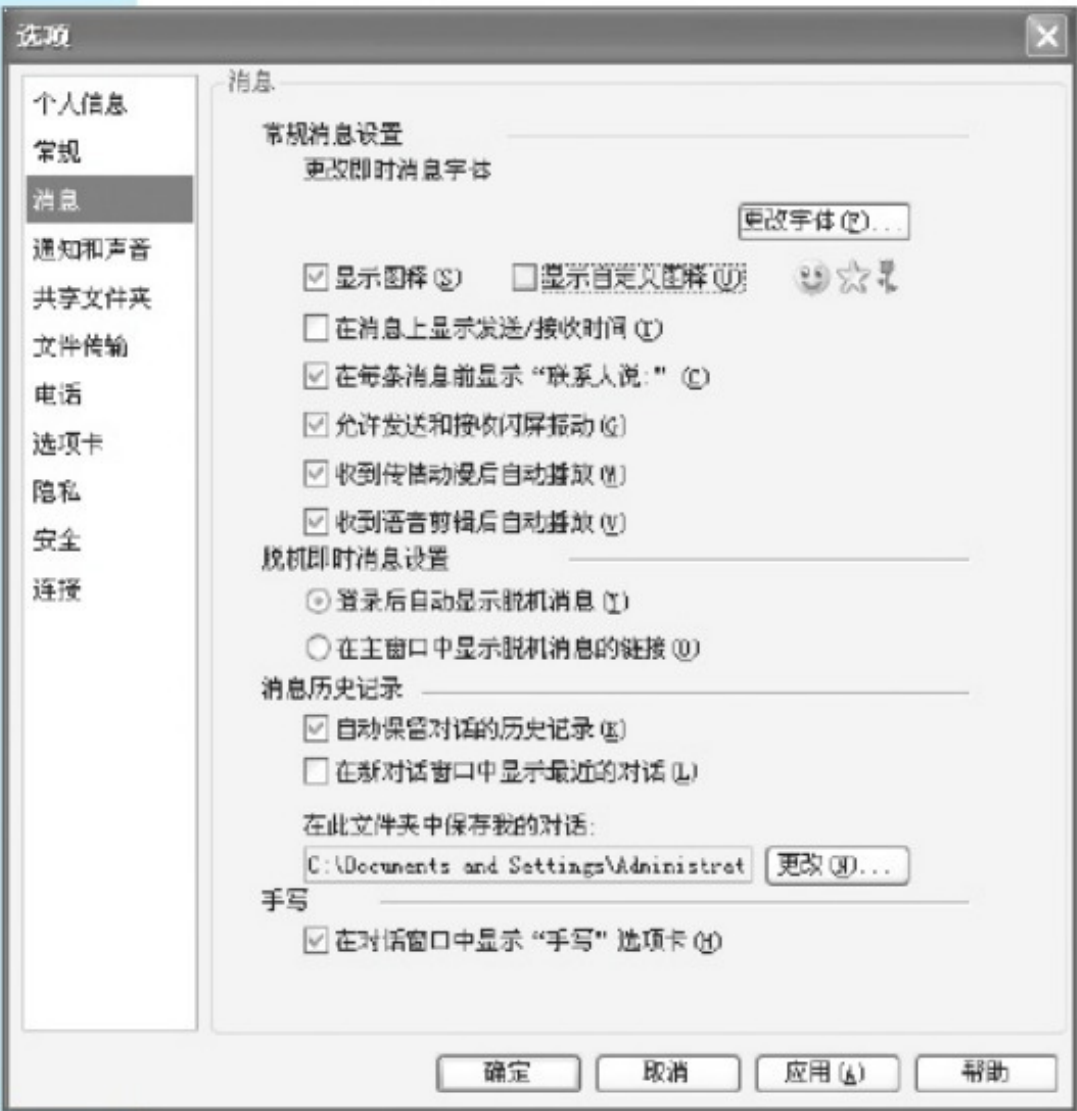 选项
个人信息
常规
消息
通知和声音
共享文件夹
文件传输
电话
选项卡
隐私
安全
连接
消息
常规消息设置
更改即时消息字体
更改字体(F)...
显示图释(S) 显示自定义图释(U)
在消息上显示发送/接收时间(T)
在每条消息前显示“联系人说:”(C)
允许发送和接收闪屏振动(G)
收到传情动漫后自动播放(M)
收到语音剪辑后自动播放(V)
脱机即时消息设置
登录后自动显示脱机消息(I)
在主窗口中显示脱机消息的链接(O)
消息历史记录
自动保留对话的历史记录(K)
在新对话窗口中显示最近的对话(L)
在此文件夹中保存我的对话:
C:\Documents and Settings\Administrat 更改(R)...
手写
在对话窗口中显示“手写”选项卡(H)
确定 取消 应用(A) 帮助